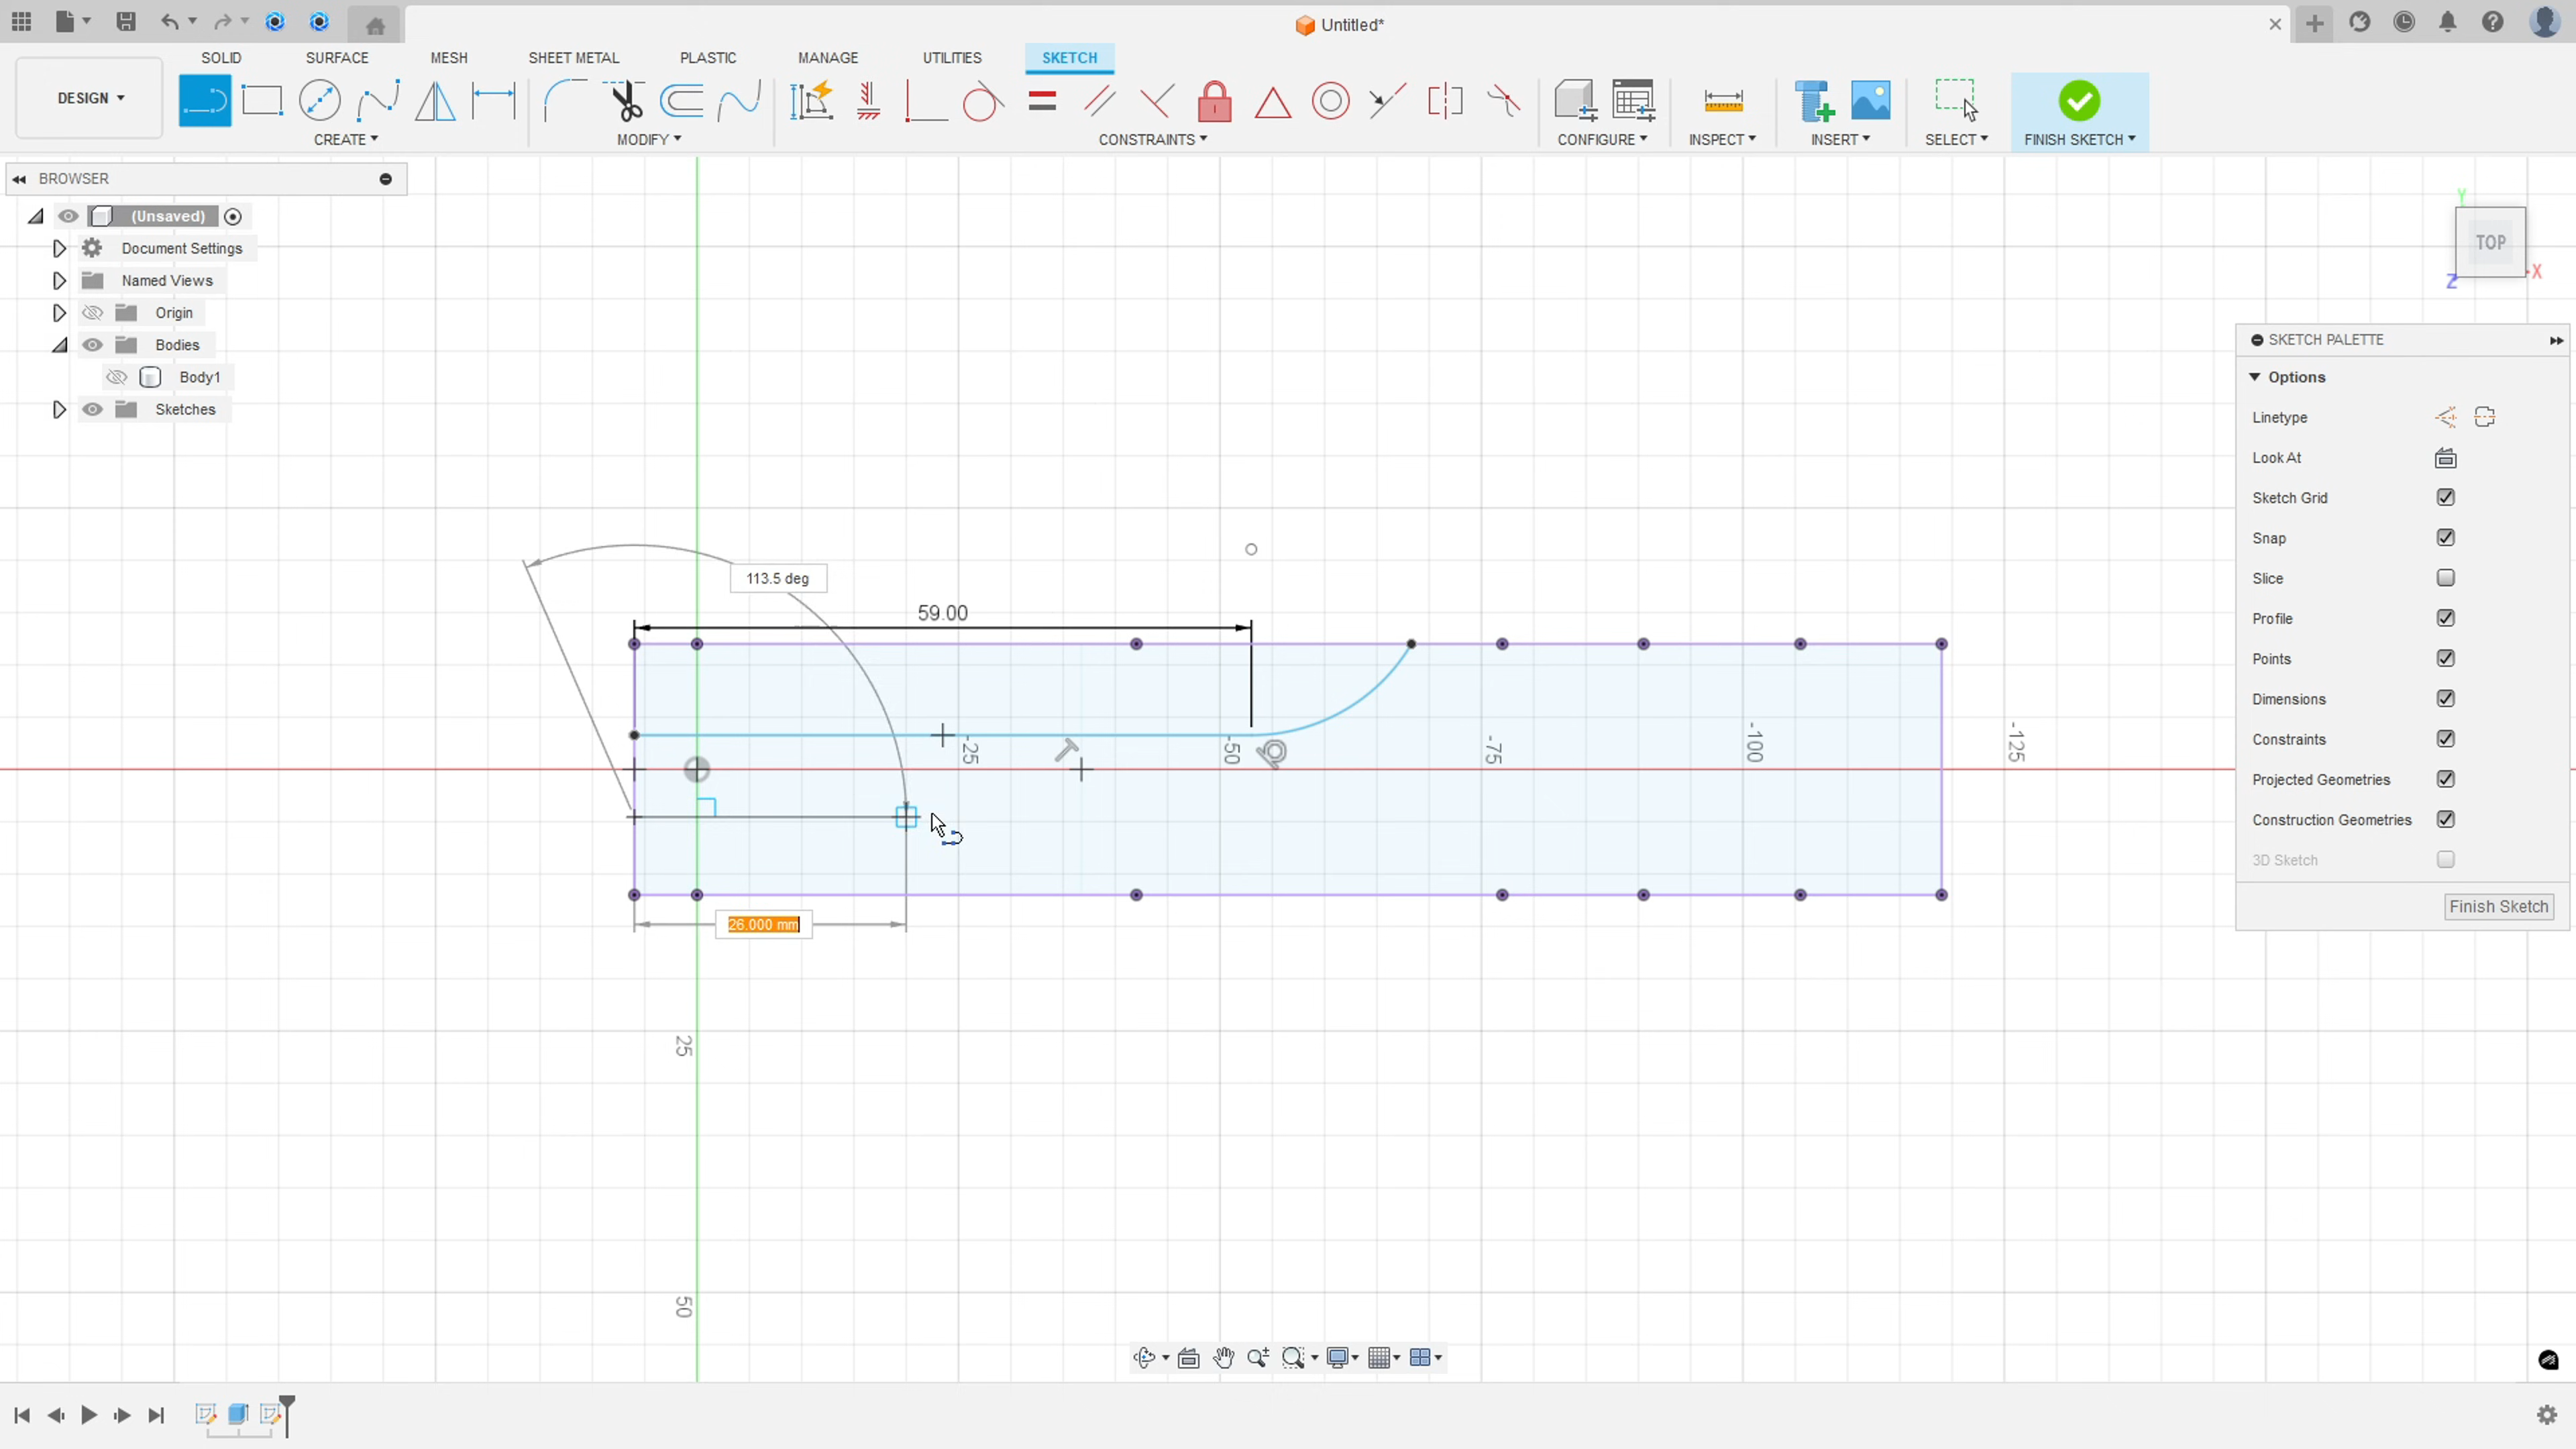 Untitled*
SOLID SURFACE MESH SHEET METAL PLASTIC MANAGE UTILITIES SKETCH
DESIGN
CREATE MODIFY CONSTRAINTS CONFIGURE INSPECT INSERT SELECT FINISH SKETCH
BROWSER
(Unsaved)
Document Settings
Named Views
Origin
Bodies
Body1
Sketches
Y
TOP
X
Z
SKETCH PALETTE
Options
Linetype
Look At
Sketch Grid
Snap
Slice
Profile
Points
Dimensions
Constraints
Projected Geometries
Construction Geometries
3D Sketch
Finish Sketch
113.5 deg
59.00
-25
-50
-75
-100
-125
26.000 mm
25
50